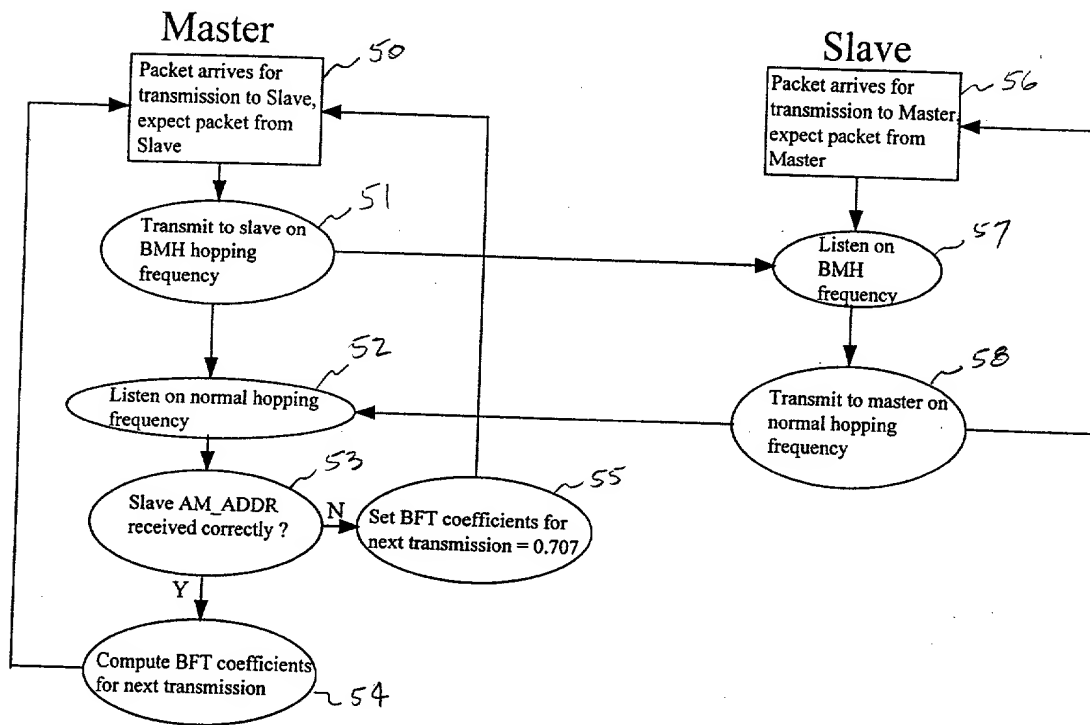 Master
50
Packet arrives for
transmission to Slave,
expect packet from
Slave
51
Transmit to slave on
BMH hopping
frequency
52
Listen on normal hopping
frequency
53
Slave AM_ADDR
received correctly ?
N
Y
55
Set BFT coefficients for
next transmission = 0.707
Compute BFT coefficients
for next transmission
54
Slave
56
Packet arrives for
transmission to Master,
expect packet from
Master
57
Listen on
BMH
frequency
58
Transmit to master on
normal hopping
frequency